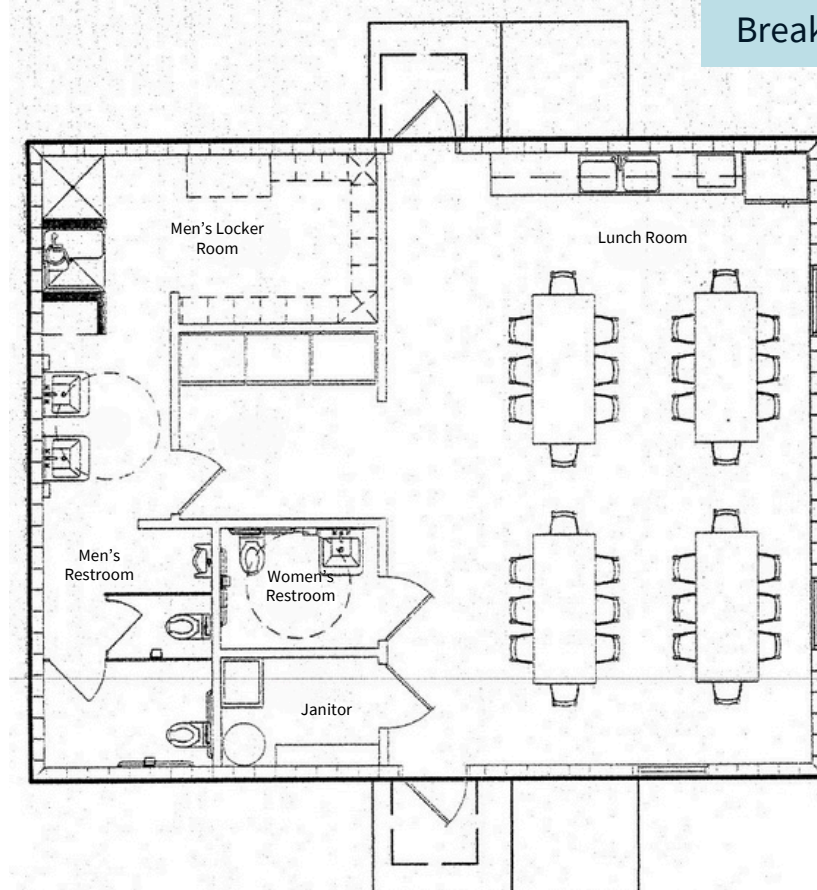 Break
Men's Locker
Room
Lunch Room
Men's
Restroom
Women's
Restroom
Janitor